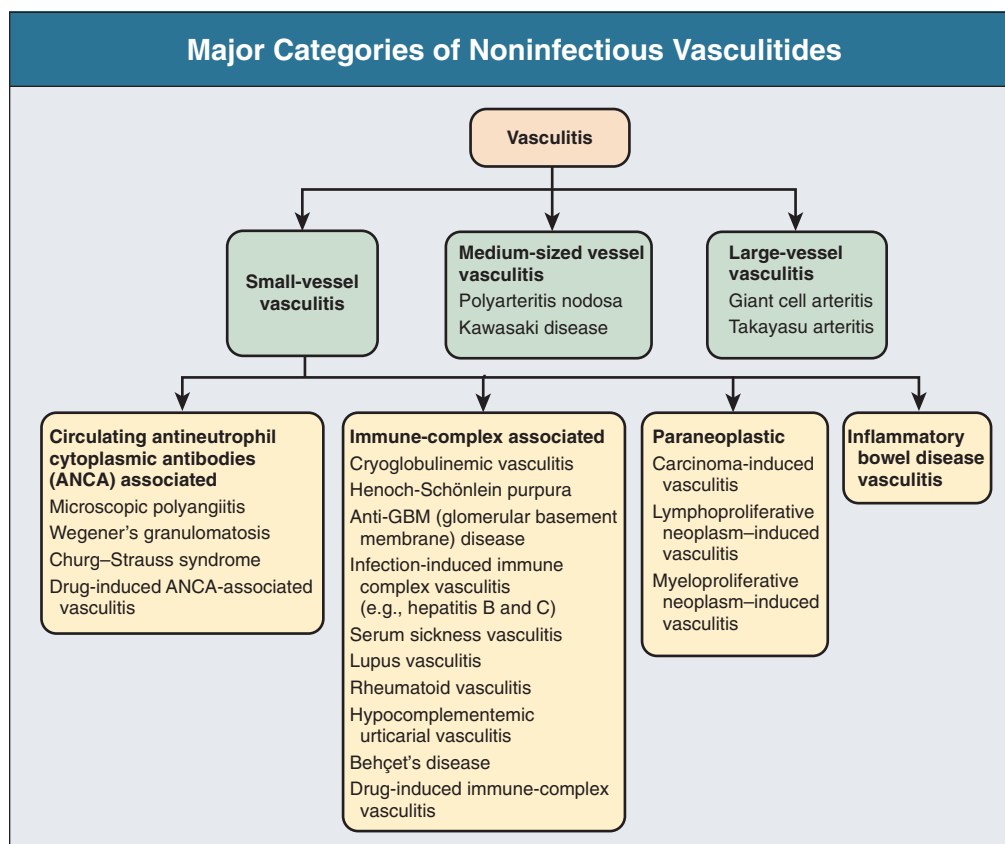 Major Categories of Noninfectious Vasculitides
Vasculitis
Small-vessel
vasculitis
Medium-sized vessel
vasculitis
Polyarteritis nodosa
Kawasaki disease
Large-vessel
vasculitis
Giant cell arteritis
Takayasu arteritis
Circulating antineutrophil
cytoplasmic antibodies
(ANCA) associated
Microscopic polyangiitis
Wegener's granulomatosis
Churg–Strauss syndrome
Drug-induced ANCA-associated
vasculitis
Immune-complex associated
Cryoglobulinemic vasculitis
Henoch-Schönlein purpura
Anti-GBM (glomerular basement
membrane) disease
Infection-induced immune
complex vasculitis
(e.g., hepatitis B and C)
Serum sickness vasculitis
Lupus vasculitis
Rheumatoid vasculitis
Hypocomplementemic
urticarial vasculitis
Behçet's disease
Drug-induced immune-complex
vasculitis
Paraneoplastic
Carcinoma-induced
vasculitis
Lymphoproliferative
neoplasm–induced
vasculitis
Myeloproliferative
neoplasm–induced
vasculitis
Inflammatory
bowel disease
vasculitis